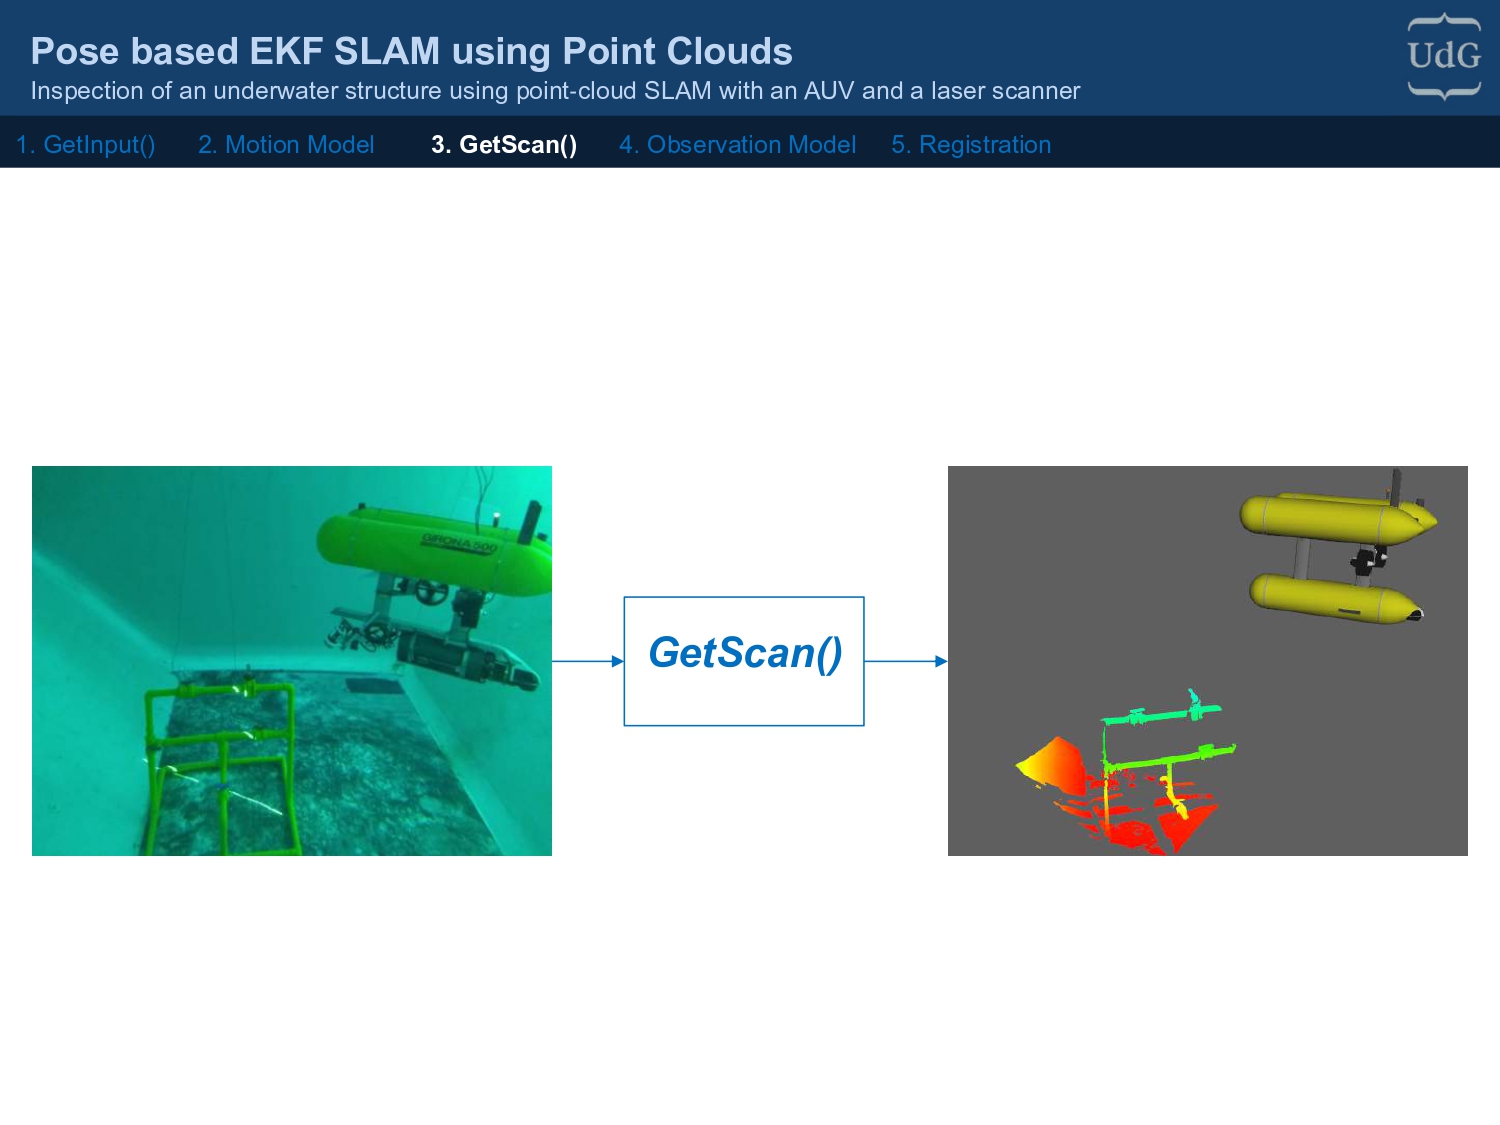 Pose based EKF SLAM using Point Clouds
Inspection of an underwater structure using point-cloud SLAM with an AUV and a laser scanner
UdG
1. GetInput() 2. Motion Model 3. GetScan() 4. Observation Model 5. Registration
GIRONA 500
GetScan()